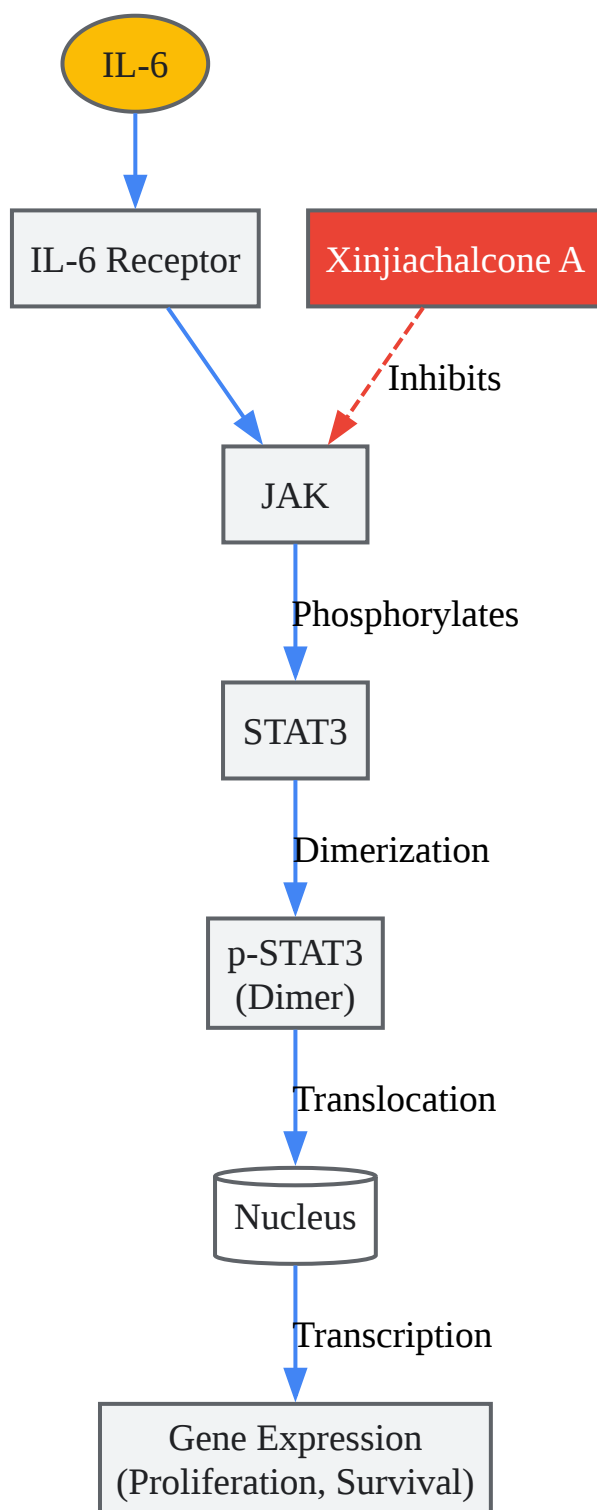 IL-6
IL-6 Receptor
Xinjiachalcone A
Inhibits
JAK
Phosphorylates
STAT3
Dimerization
p-STAT3
(Dimer)
Translocation
Nucleus
Transcription
Gene Expression
(Proliferation, Survival)